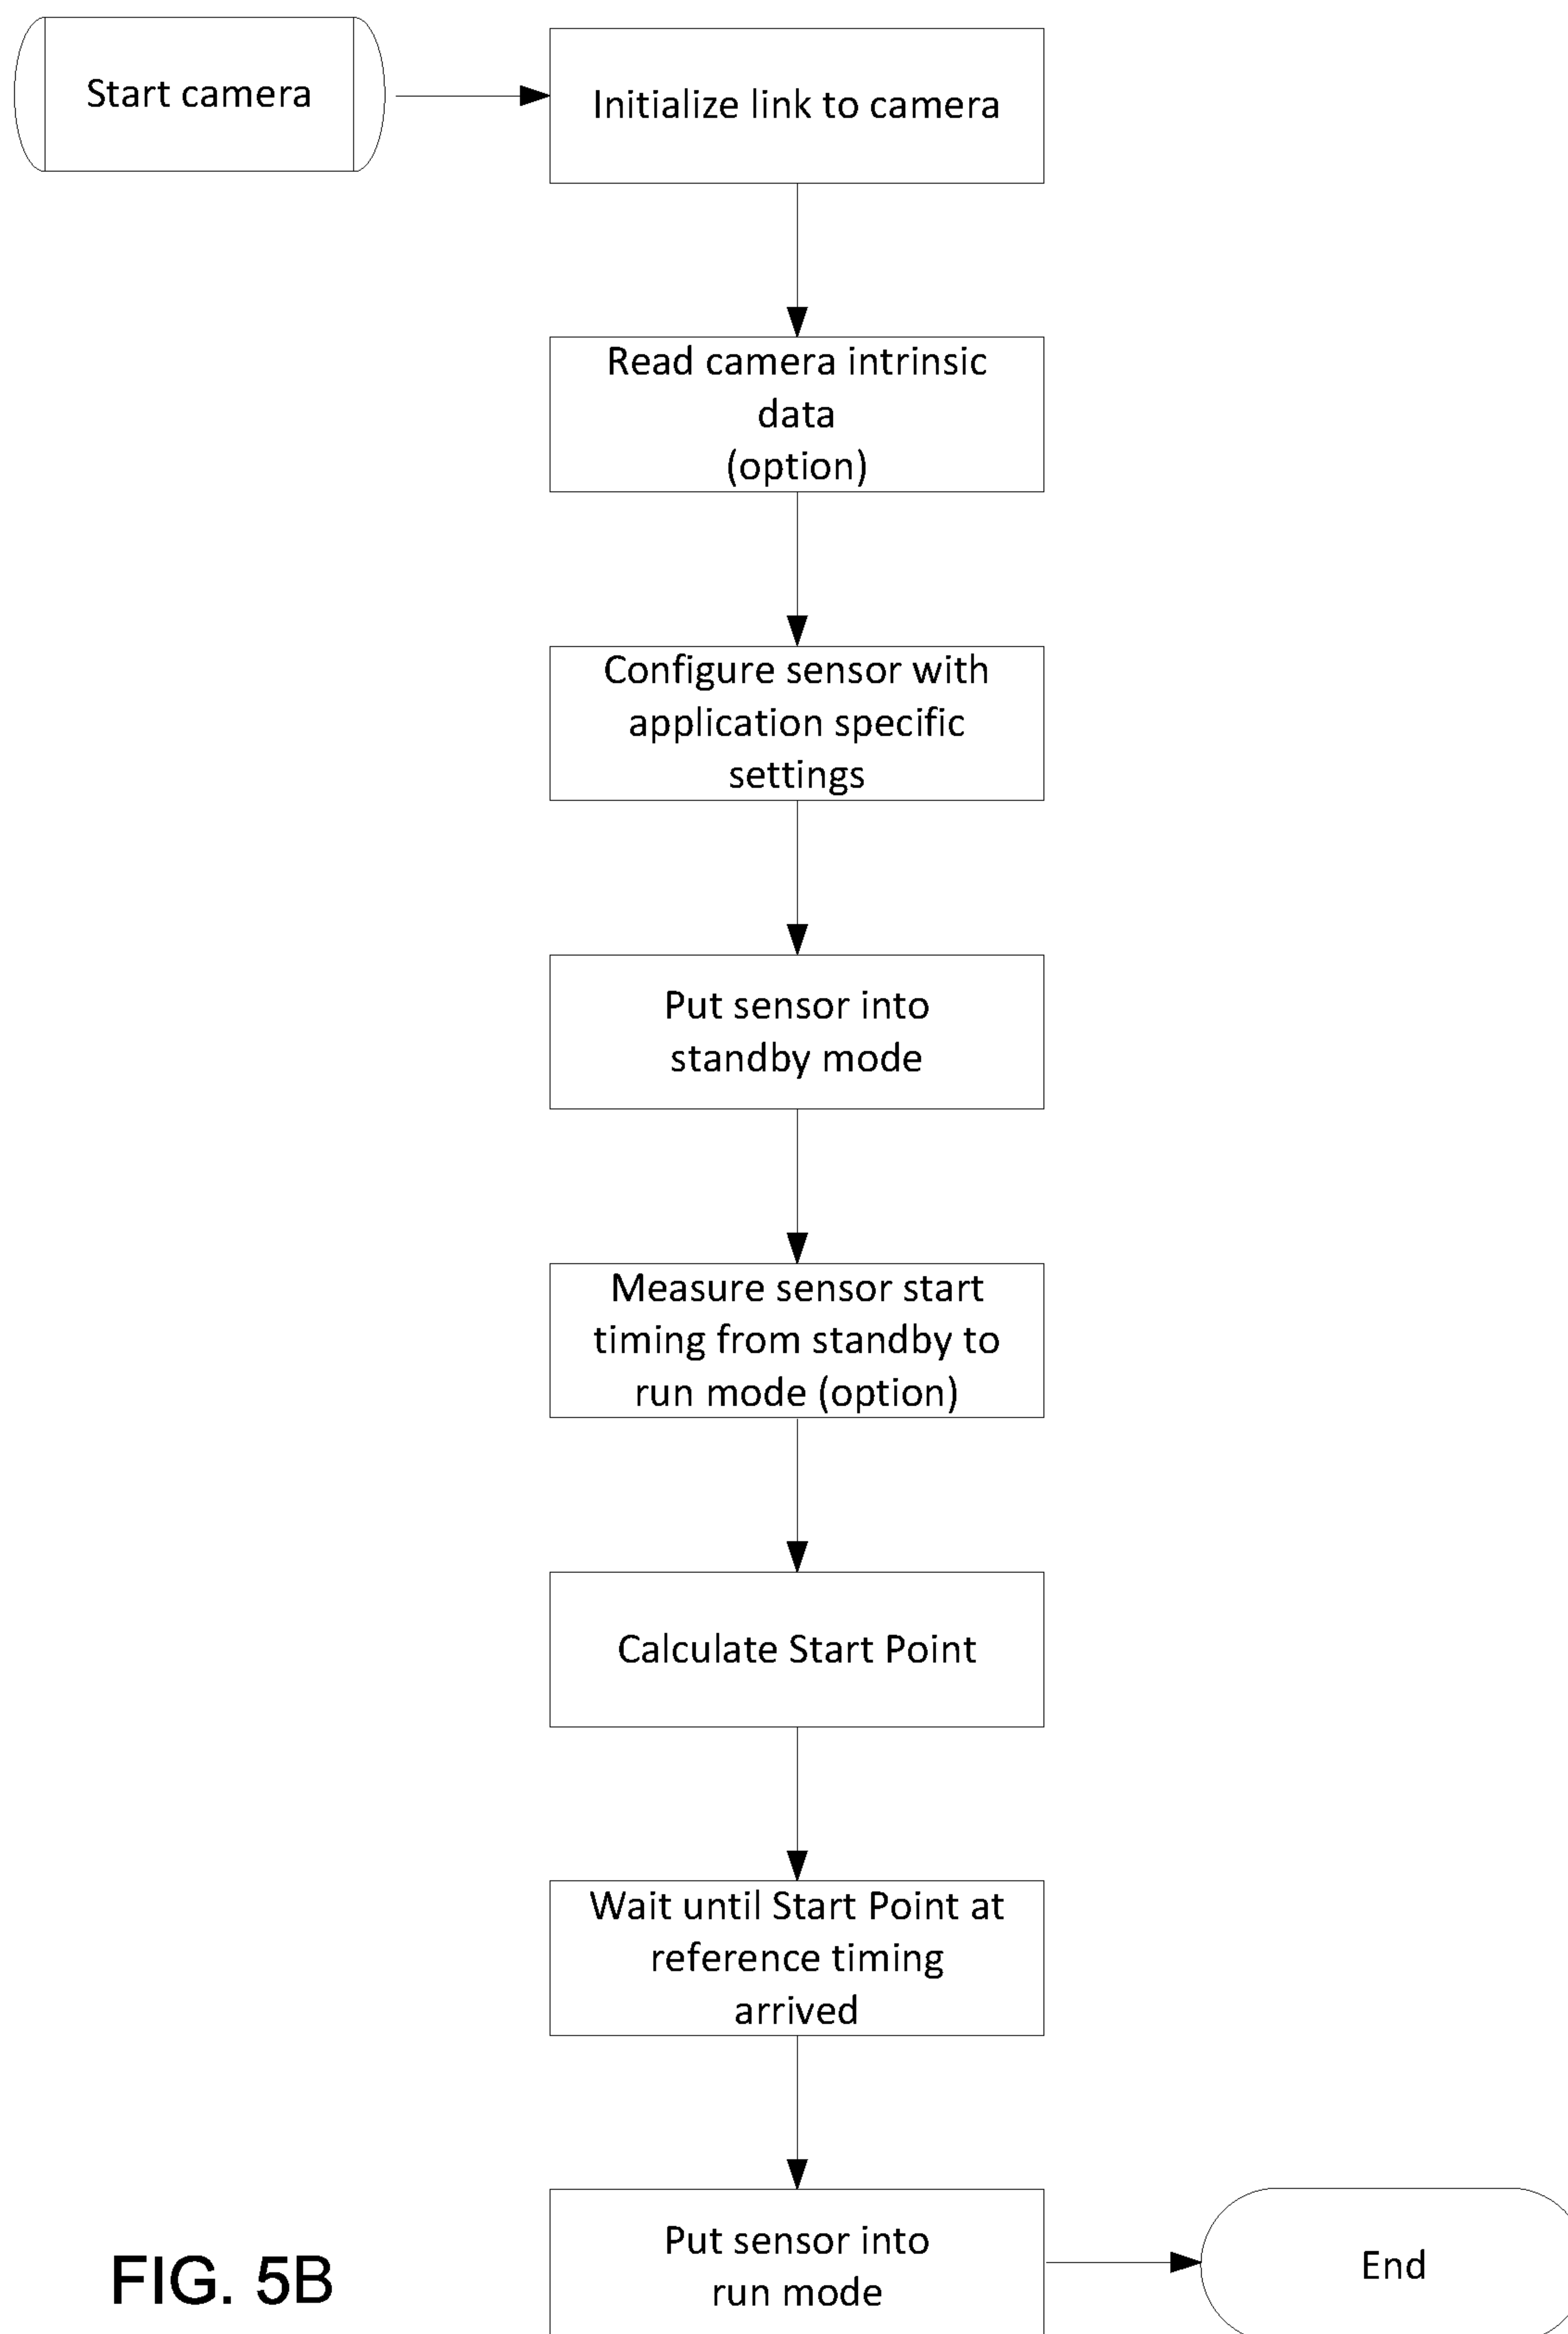 Start camera
Initialize link to camera
Read camera intrinsic
data
(option)
Configure sensor with
application specific
settings
Put sensor into
standby mode
Measure sensor start
timing from standby to
run mode (option)
Calculate Start Point
Wait until Start Point at
reference timing
arrived
Put sensor into
run mode
End
FIG. 5B